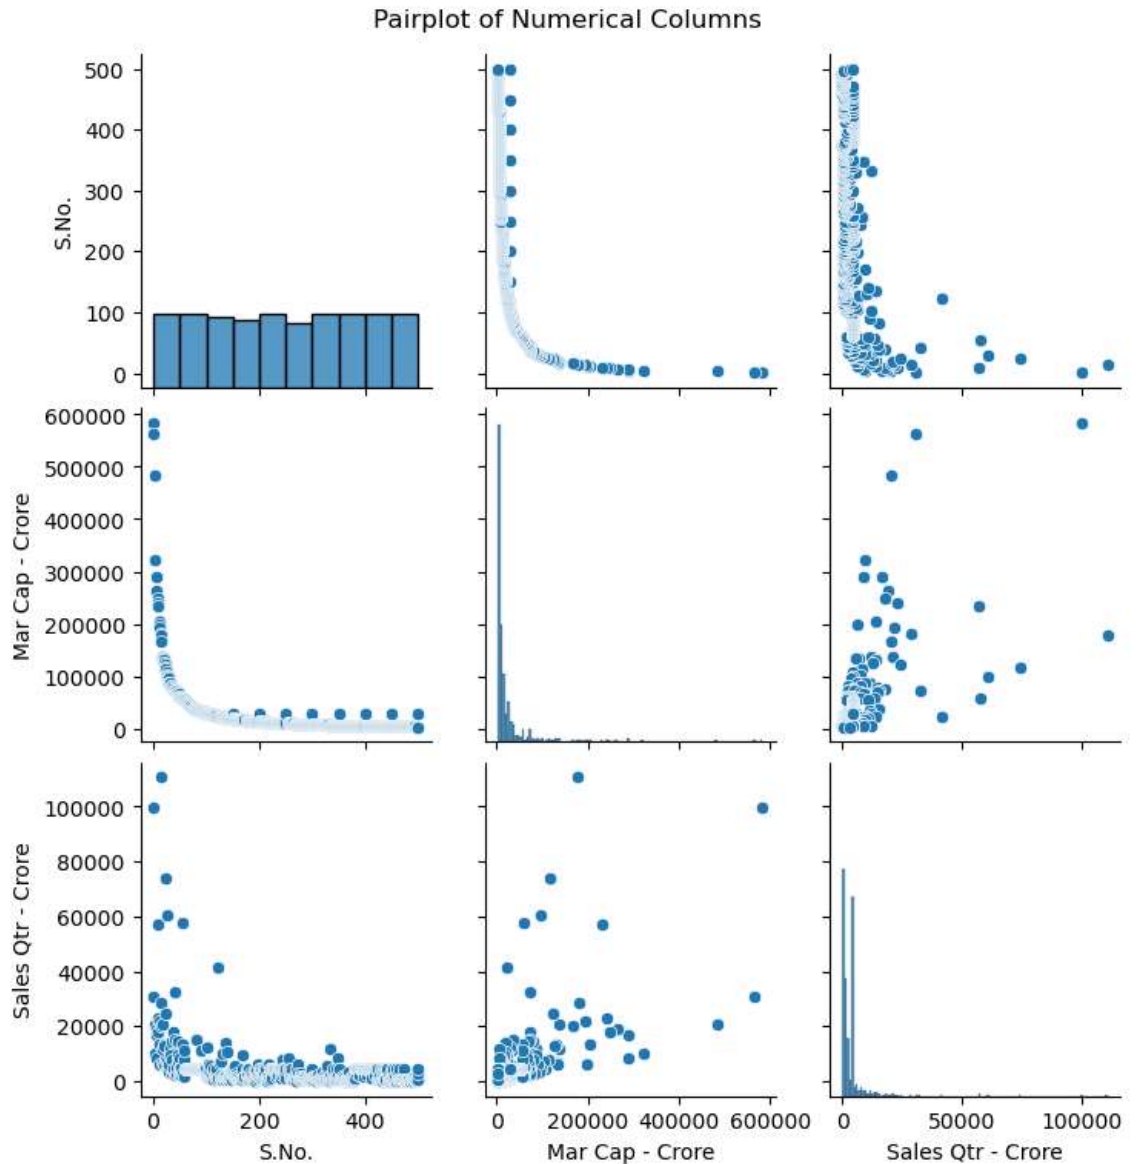 Pairplot of Numerical Columns
500
400
300
200
100
0
S.No.
600000
500000
400000
300000
200000
100000
0
Mar Cap - Crore
100000
80000
60000
40000
20000
0
Sales Qtr - Crore
0 200 400
0 200000 400000 600000
0 50000 100000
S.No.
Mar Cap - Crore
Sales Qtr - Crore